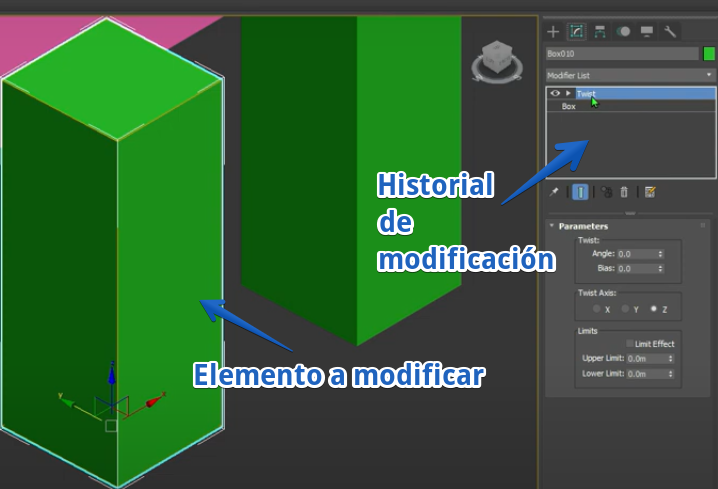 Box010
Modifier List
Twist
Box
Historial
de
modificación
Elemento a modificar
Parameters
Twist:
Angle: 0.0
Bias: 0.0
Twist Axis:
X Y Z
Limits
Limit Effect
Upper Limit: 0.0m
Lower Limit: 0.0m
z
y
x